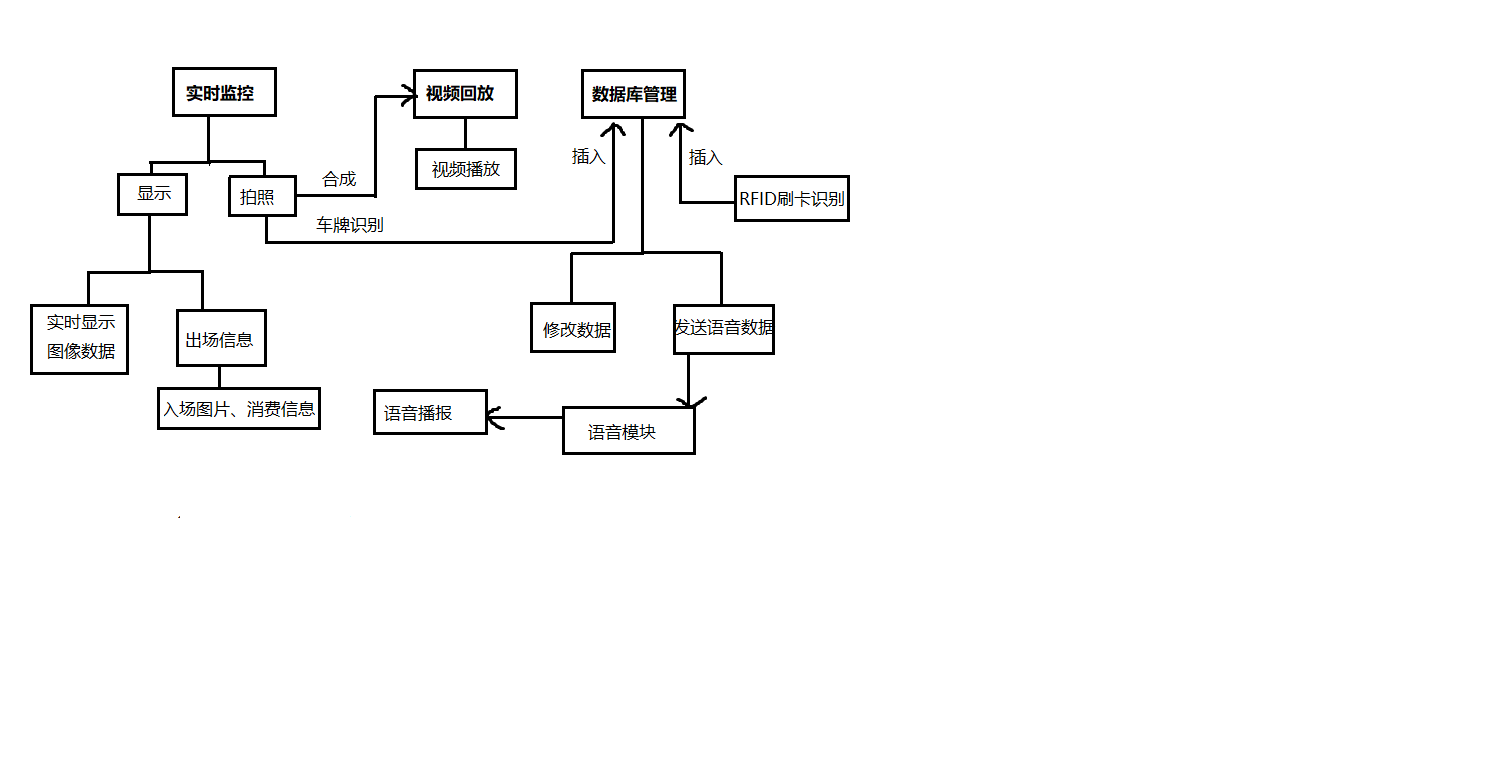 实时监控
视频回放
数据库管理
插入
插入
视频播放
合成
显示
拍照
RFID刷卡识别
车牌识别
实时显示
图像数据
出场信息
修改数据
发送语音数据
入场图片、消费信息
语音播报
语音模块